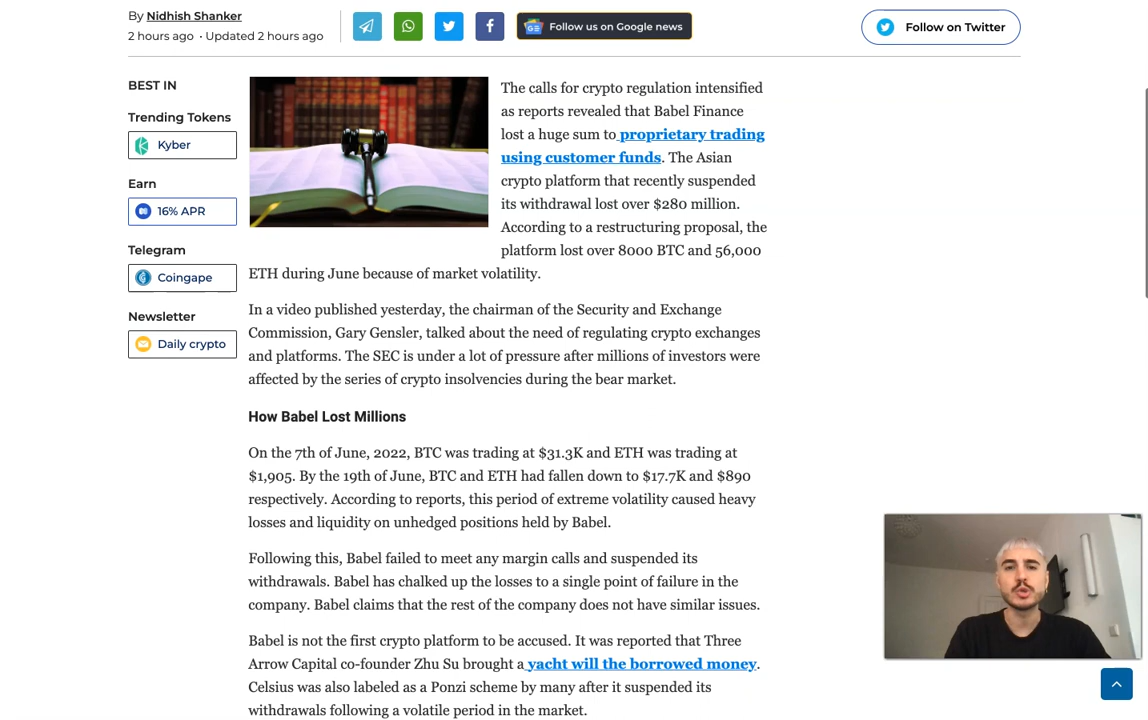 By Nidhish Shanker
2 hours ago · Updated 2 hours ago
Follow us on Google news
Follow on Twitter
BEST IN
Trending Tokens
Kyber
Earn
16% APR
Telegram
Coingape
Newsletter
Daily crypto
The calls for crypto regulation intensified
as reports revealed that Babel Finance
lost a huge sum to proprietary trading
using customer funds. The Asian
crypto platform that recently suspended
its withdrawal lost over $280 million.
According to a restructuring proposal, the
platform lost over 8000 BTC and 56,000
ETH during June because of market volatility.
In a video published yesterday, the chairman of the Security and Exchange
Commission, Gary Gensler, talked about the need of regulating crypto exchanges
and platforms. The SEC is under a lot of pressure after millions of investors were
affected by the series of crypto insolvencies during the bear market.
How Babel Lost Millions
On the 7th of June, 2022, BTC was trading at $31.3K and ETH was trading at
$1,905. By the 19th of June, BTC and ETH had fallen down to $17.7K and $890
respectively. According to reports, this period of extreme volatility caused heavy
losses and liquidity on unhedged positions held by Babel.
Following this, Babel failed to meet any margin calls and suspended its
withdrawals. Babel has chalked up the losses to a single point of failure in the
company. Babel claims that the rest of the company does not have similar issues.
Babel is not the first crypto platform to be accused. It was reported that Three
Arrow Capital co-founder Zhu Su brought a yacht will the borrowed money.
Celsius was also labeled as a Ponzi scheme by many after it suspended its
withdrawals following a volatile period in the market.